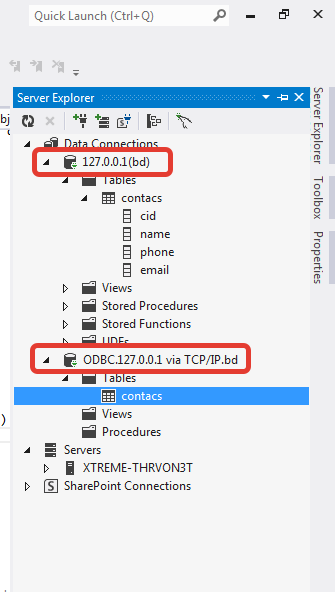 Quick Launch (Ctrl+Q)
bj
Server Explorer
Data Connections
127.0.0.1(bd)
Tables
contacs
cid
name
phone
email
Views
Stored Procedures
Stored Functions
UDFs
ODBC.127.0.0.1 via TCP/IP.bd
Tables
contacs
Views
Procedures
)
Servers
XTREME-THRVON3T
SharePoint Connections
Server Explorer
Toolbox
Properties